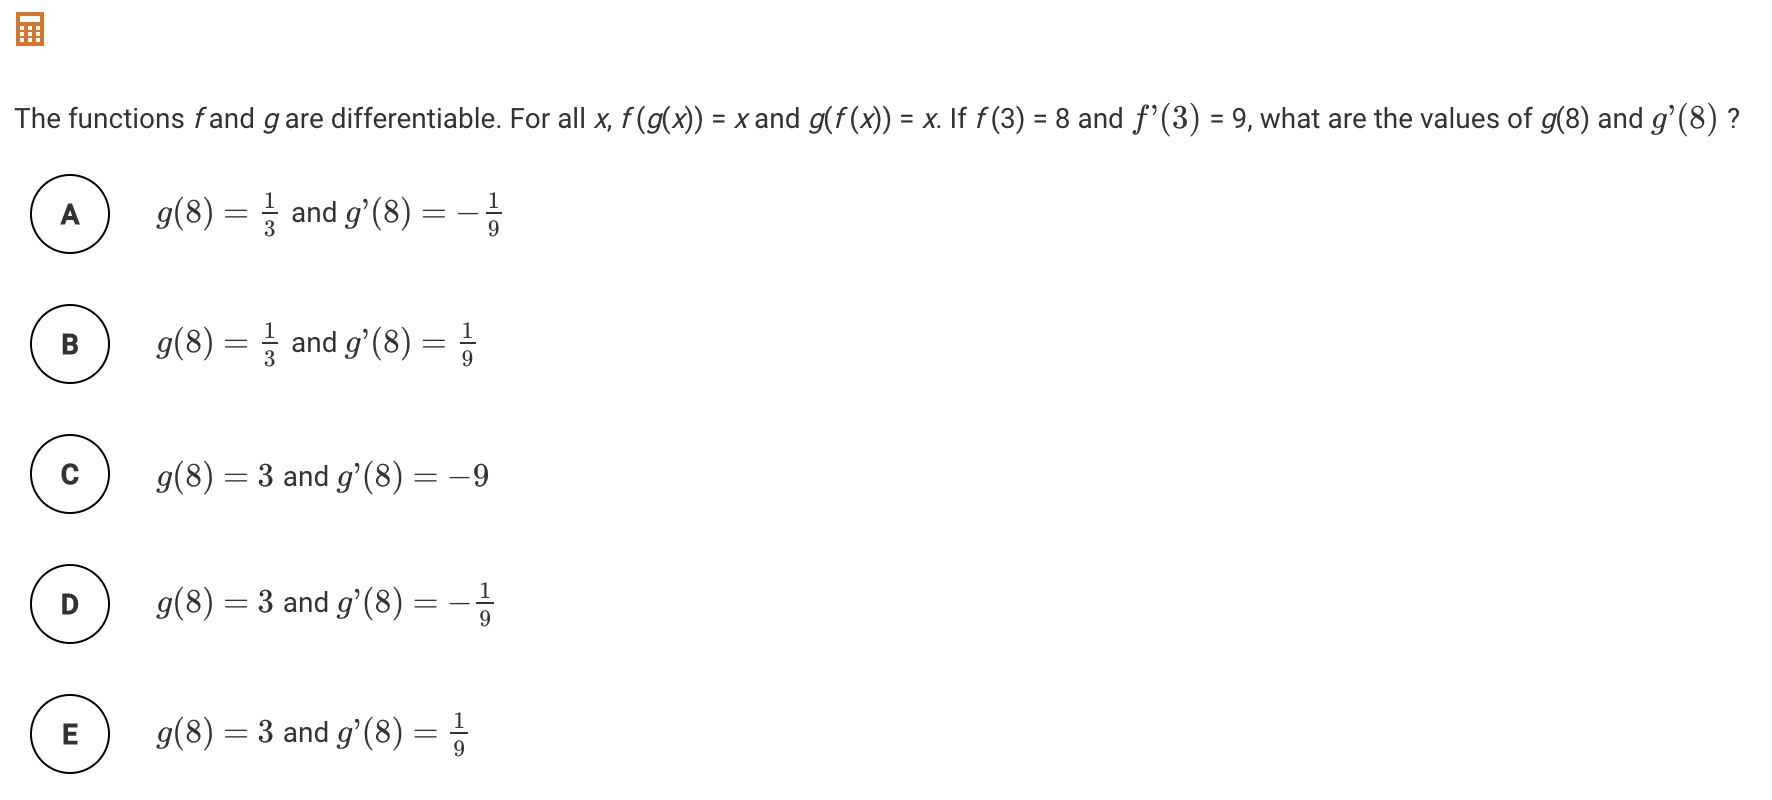 The functions f and g are differentiable. For all x, f(g(x)) = x and g(f(x)) = x. If f(3) = 8 and f’(3) = 9, what are the values of g(8) and g’(8) ?
A g(8) = 1/3 and g’(8) = −1/9
B g(8) = 1/3 and g’(8) = 1/9
C g(8) = 3 and g’(8) = −9
D g(8) = 3 and g’(8) = −1/9
E g(8) = 3 and g’(8) = 1/9